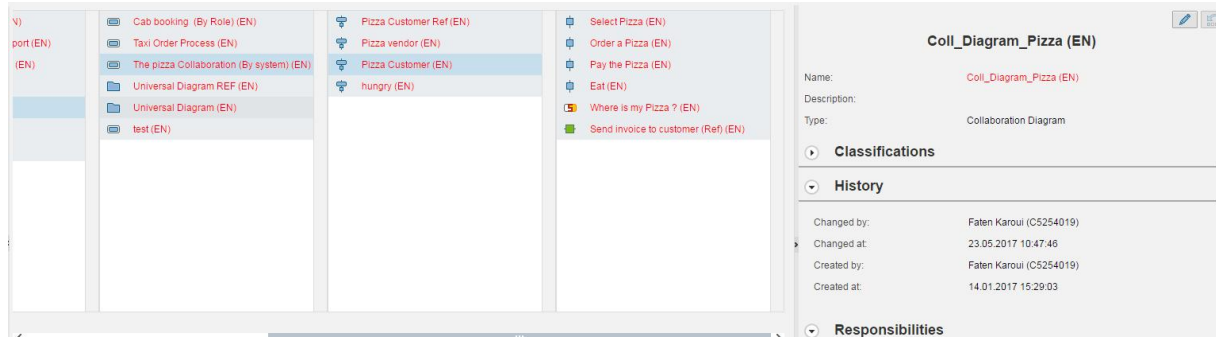 port (EN)
(EN)
Cab booking (By Role) (EN)
Taxi Order Process (EN)
The pizza Collaboration (By system) (EN)
Universal Diagram REF (EN)
Universal Diagram (EN)
test (EN)
Pizza Customer Ref (EN)
Pizza vendor (EN)
Pizza Customer (EN)
hungry (EN)
Select Pizza (EN)
Order a Pizza (EN)
Pay the Pizza (EN)
Eat (EN)
Where is my Pizza ? (EN)
Send invoice to customer (Ref) (EN)
Coll_Diagram_Pizza (EN)
Name: Coll_Diagram_Pizza (EN)
Description:
Type: Collaboration Diagram
Classifications
History
Changed by: Faten Karoui (C5254019)
Changed at: 23.05.2017 10:47:46
Created by: Faten Karoui (C5254019)
Created at: 14.01.2017 15:29:03
Responsibilities